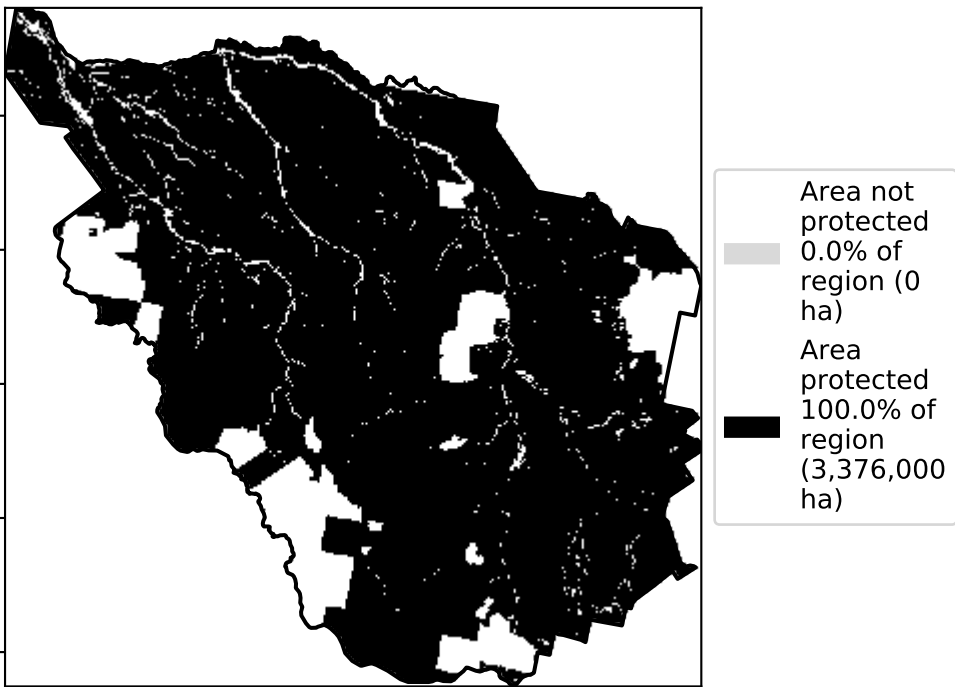 Area not
protected
0.0% of
region (0
ha)
Area
protected
100.0% of
region
(3,376,000
ha)